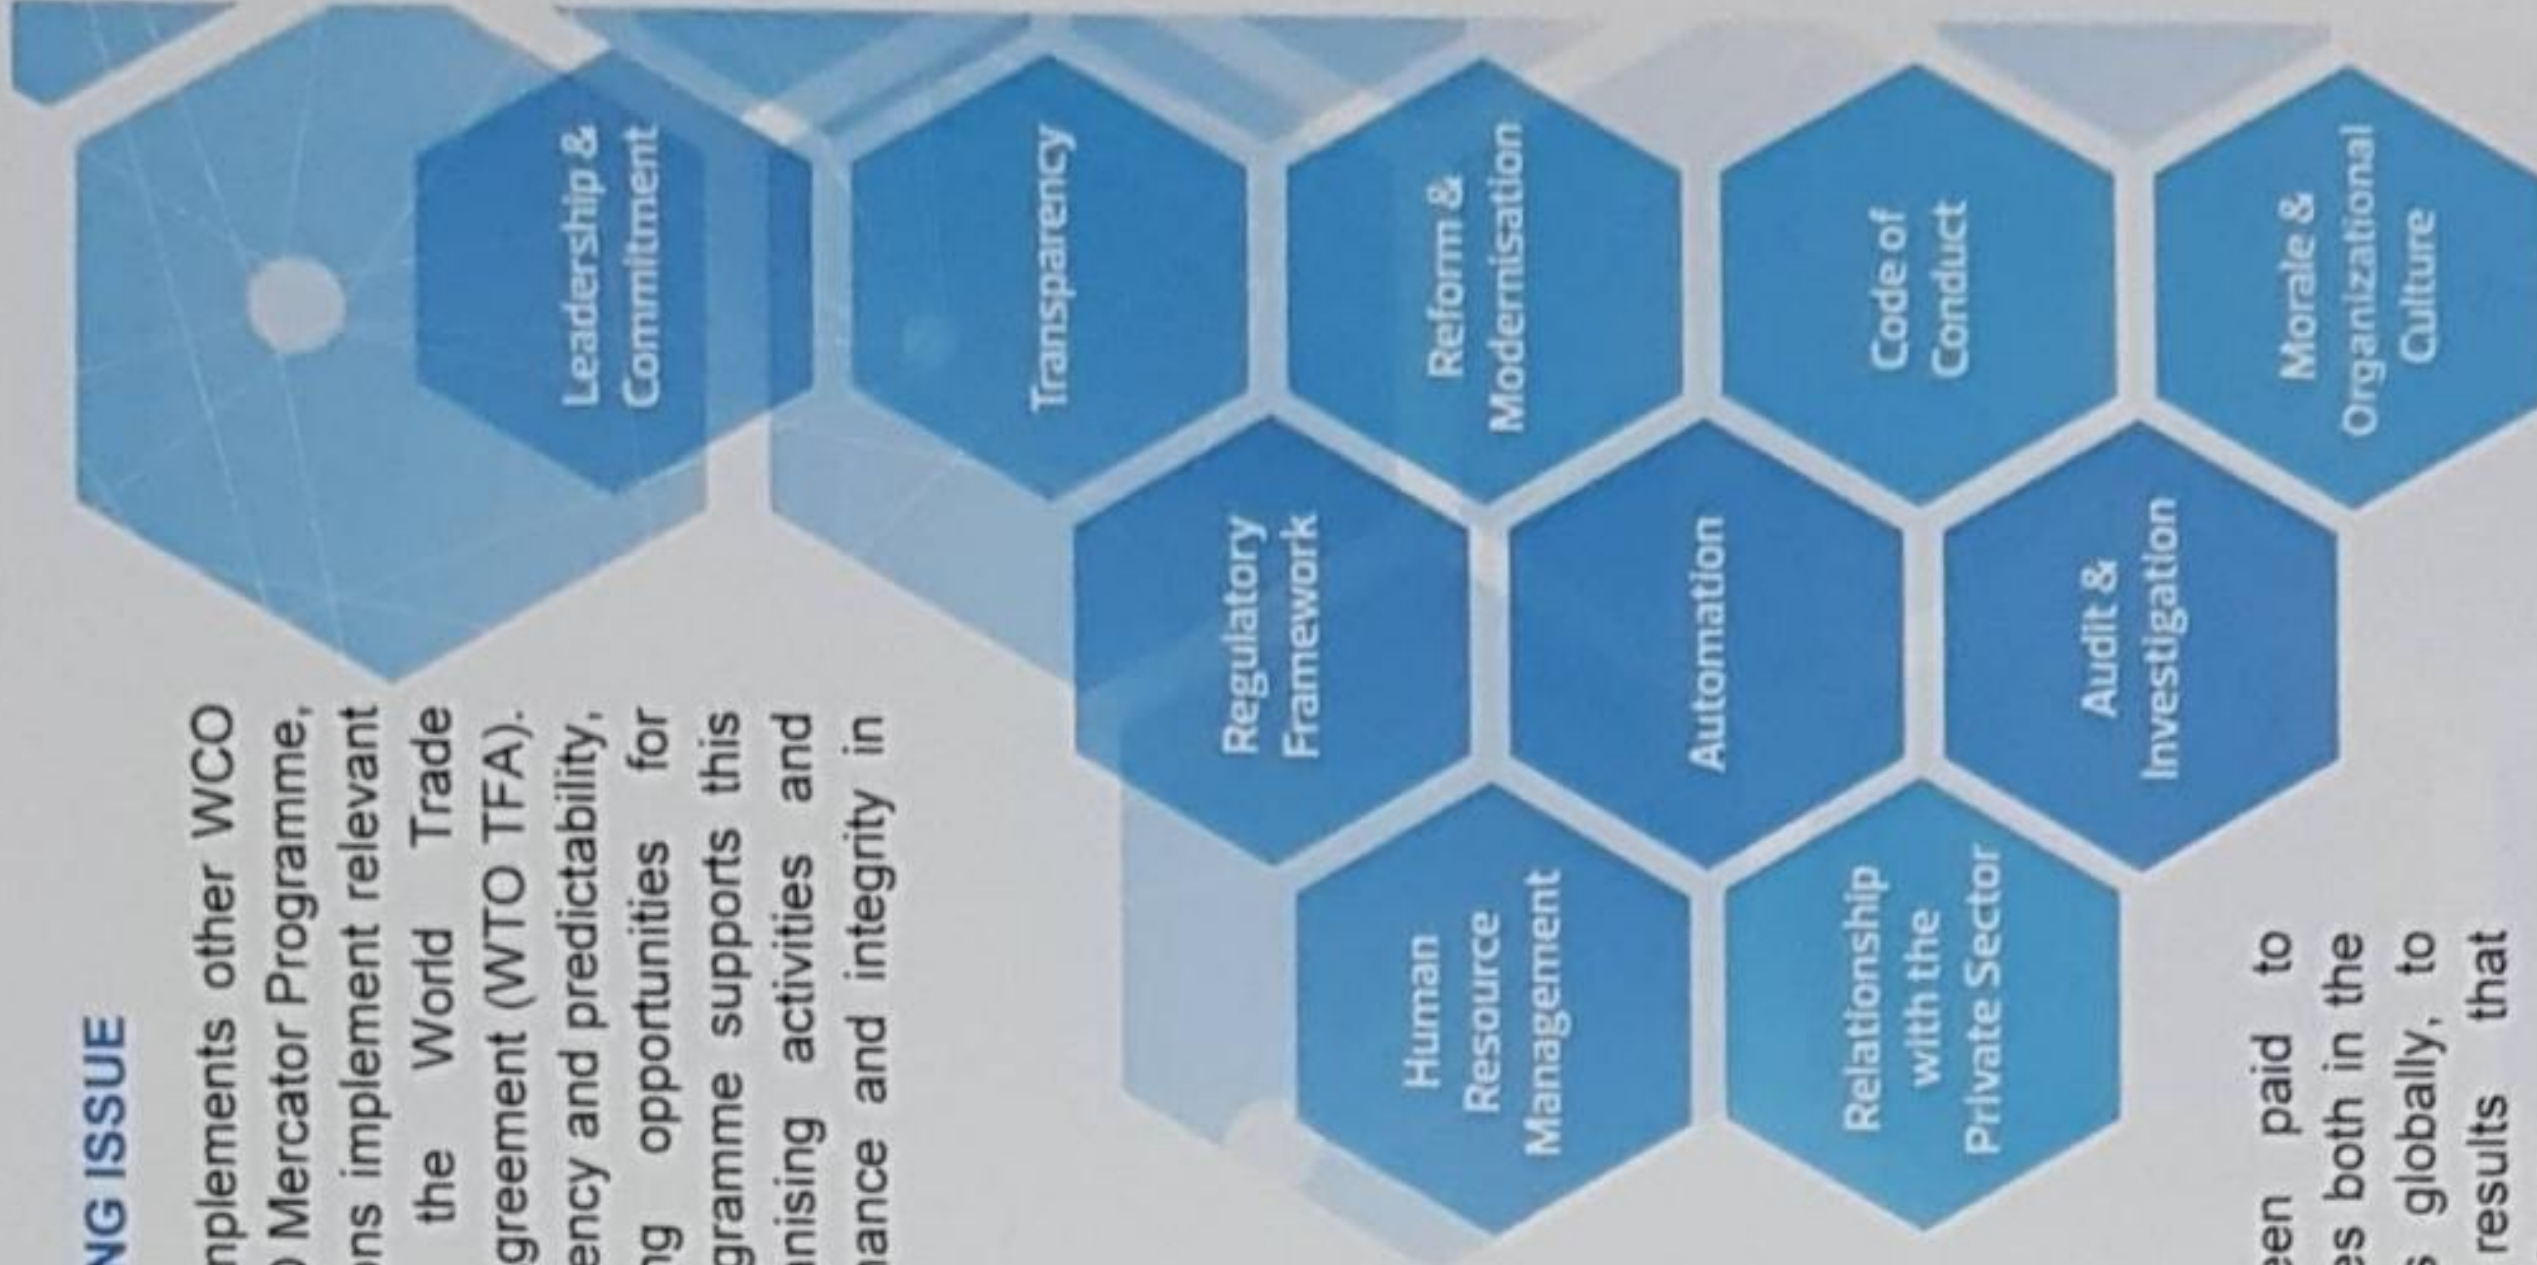 NG ISSUE
nplements other WCO
Mercator Programme,
ons implement relevant
the World Trade
greement (WTO TFA).
ency and predictability,
ng opportunities for
gramme supports this
nising activities and
ance and integrity in
Leadership &
Commitment
Transparency
Regulatory
Framework
Reform &
Modernisation
Human
Resource
Management
Automation
Code of
Conduct
Relationship
with the
Private Sector
Audit &
Investigation
Morale &
Organizational
Culture
een paid to
es both in the
s globally, to
results that